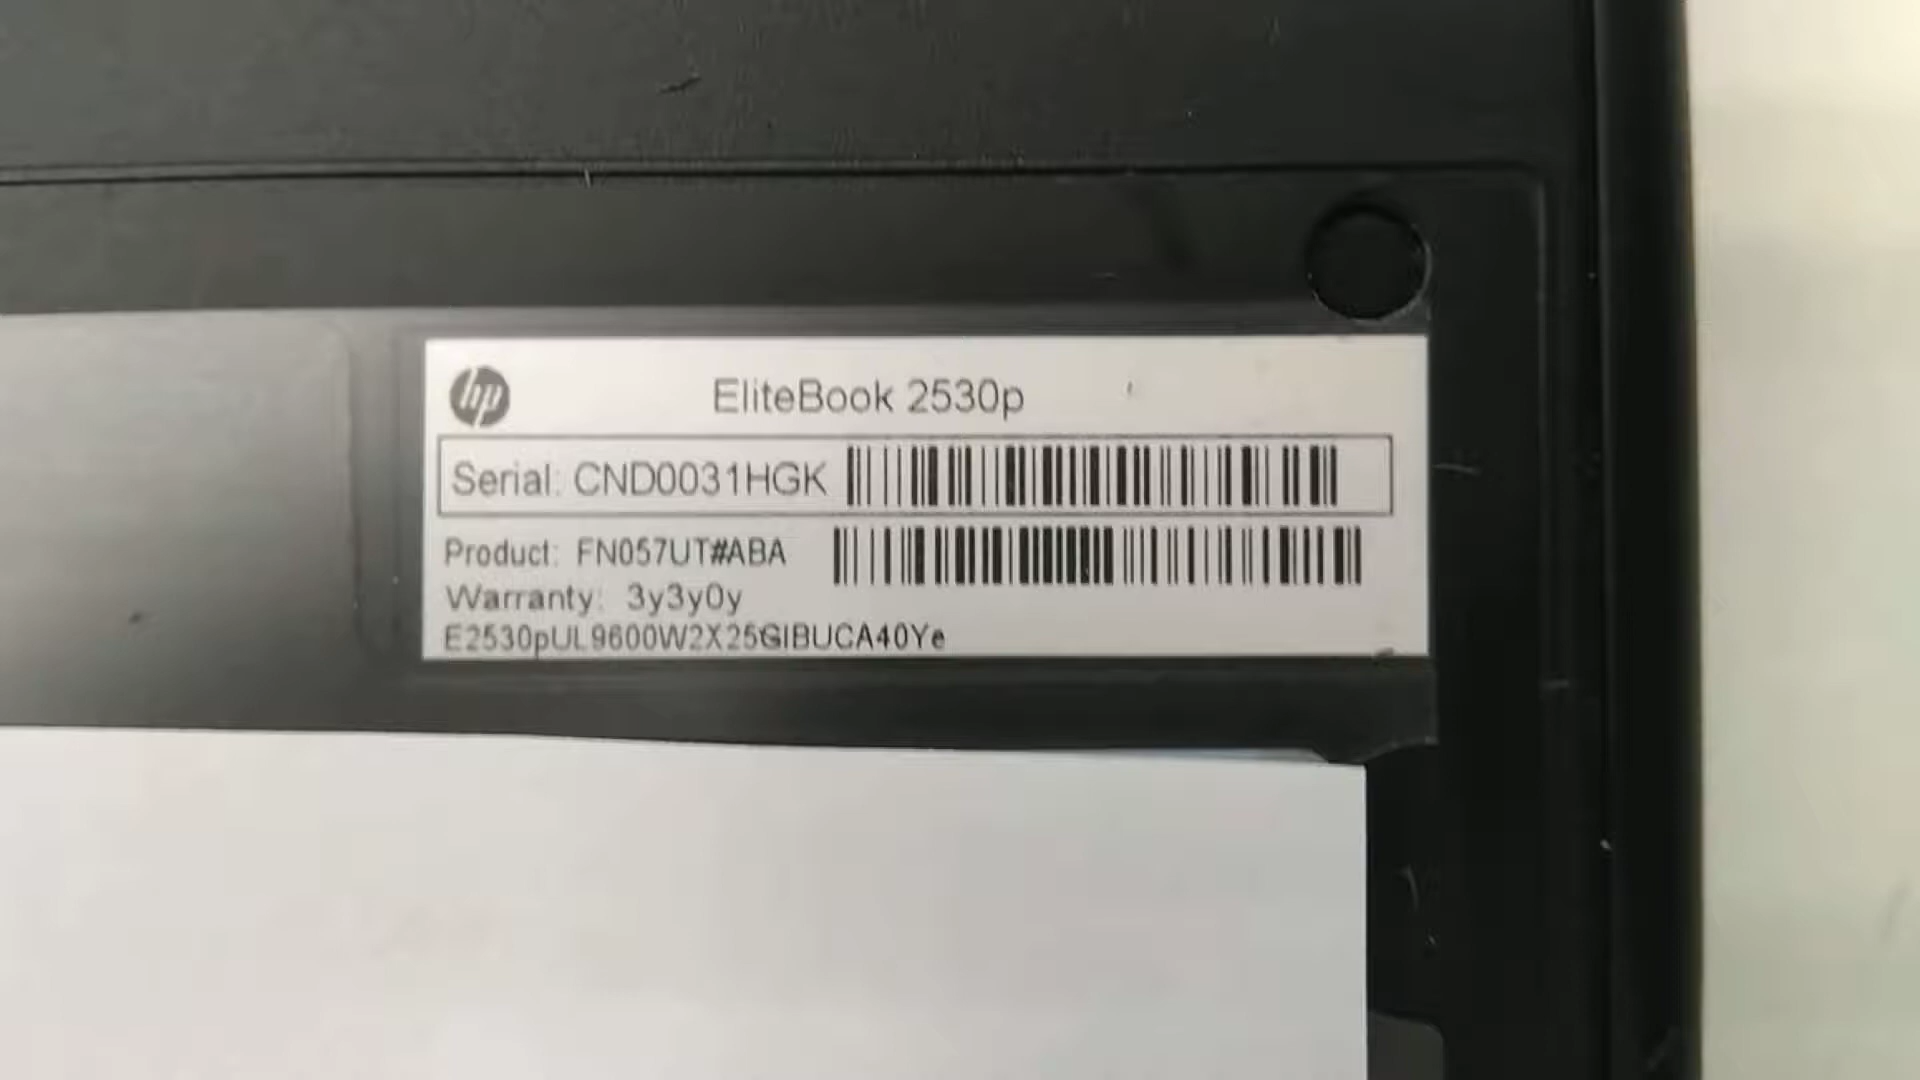 hp EliteBook 2530p
Serial: CND0031HGK
Product: FN057UT#ABA
Warranty: 3y3y0y
E2530pUL9600W2X25GIBUCA40Ye